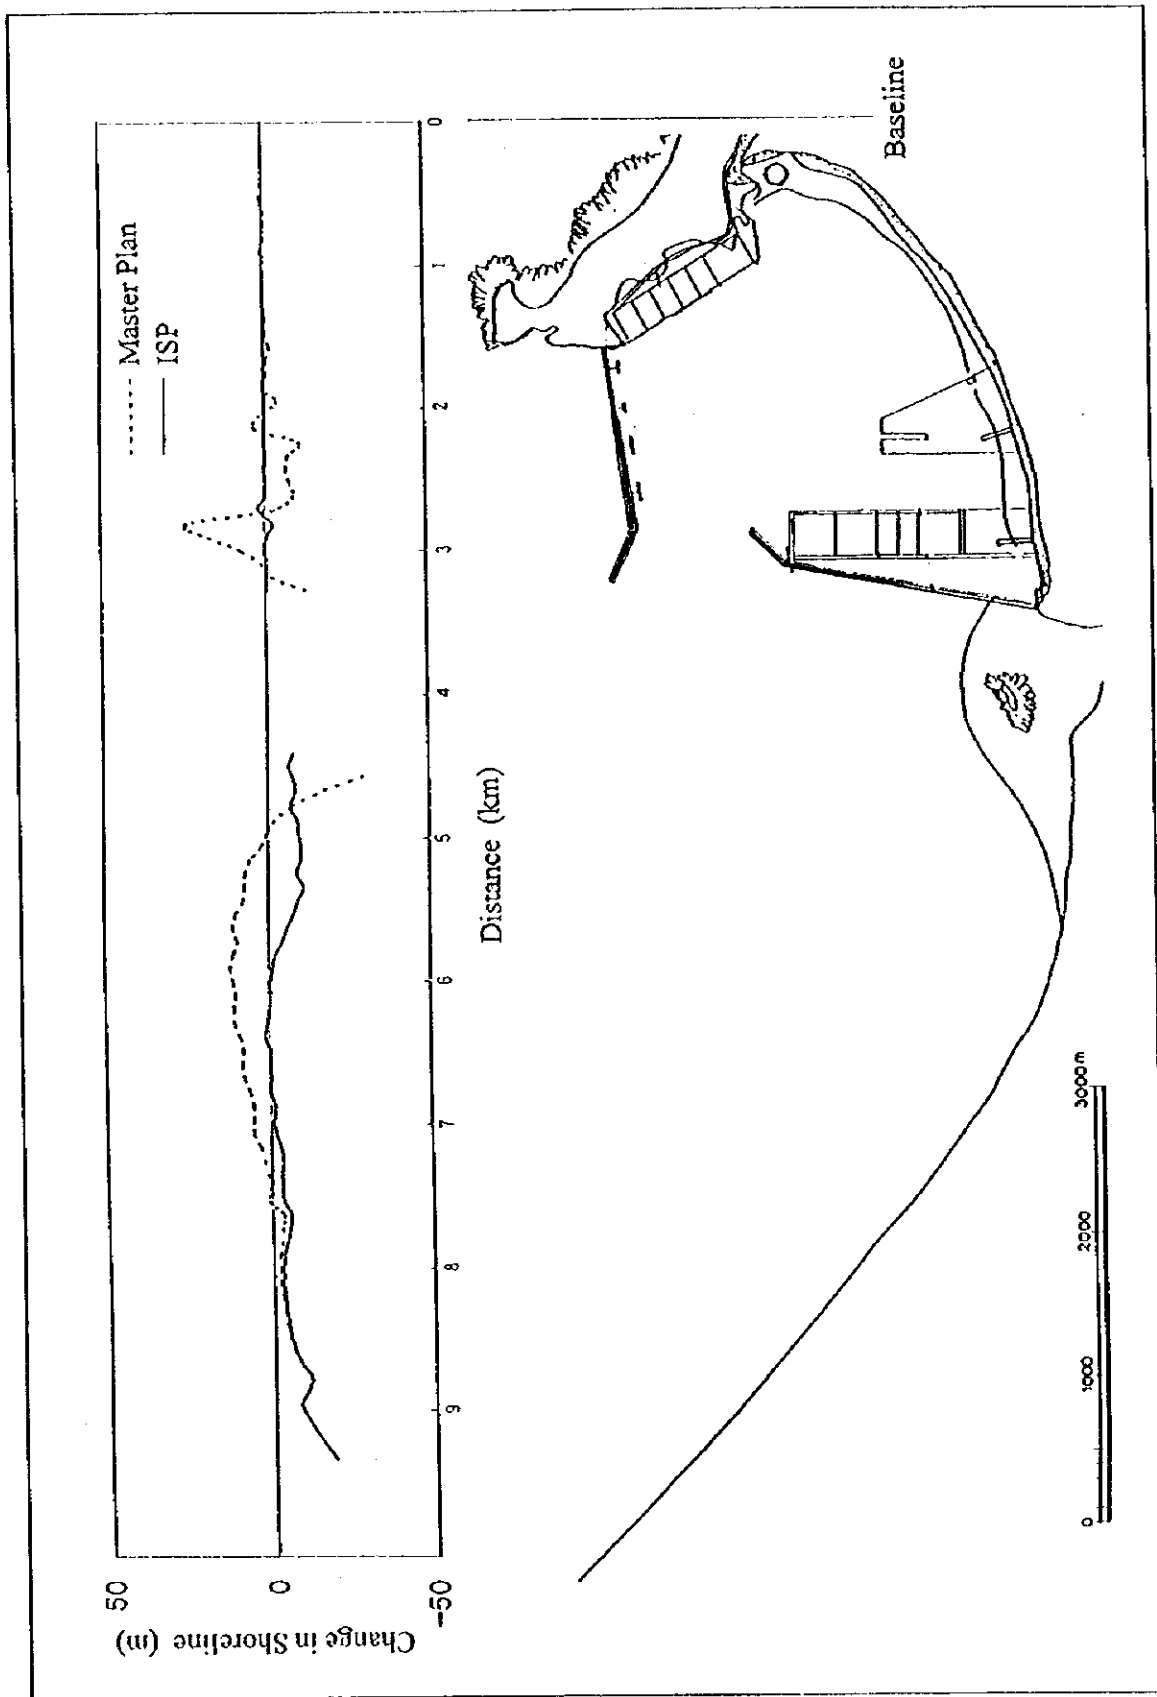 Change in Shoreline (m)
50
0
-50
------ Master Plan
—— ISP
9
8
7
6
5
4
3
2
1
0
Distance (km)
Baseline
0
1000
2000
3000m